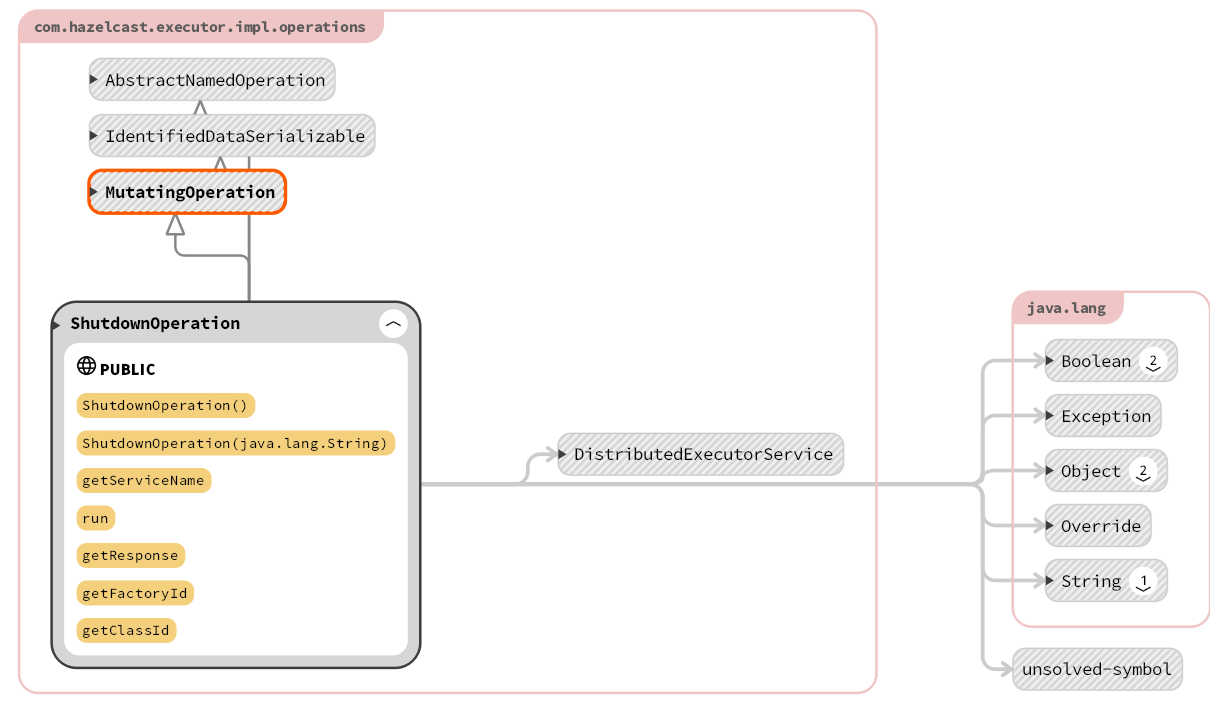 com.hazelcast.executor.impl.operations
AbstractNamedOperation
IdentifiedDataSerializable
MutatingOperation
ShutdownOperation
PUBLIC
ShutdownOperation()
ShutdownOperation(java.lang.String)
getServiceName
run
getResponse
getFactoryId
getClassId
DistributedExecutorService
java.lang
Boolean 2
Exception
Object 2
Override
String 1
unsolved-symbol